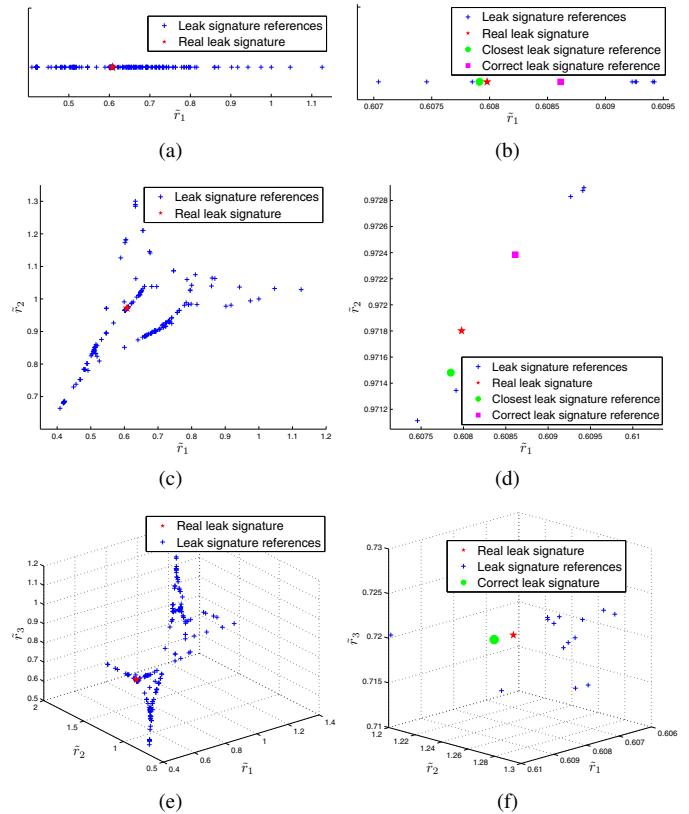 Leak signature references
Real leak signature
0.5 0.6 0.7 0.8 0.9 1 1.1
r̃₁
(a)
Leak signature references
Real leak signature
Closest leak signature reference
Correct leak signature reference
0.607 0.6075 0.608 0.6085 0.609 0.6095
r̃₁
(b)
Leak signature references
Real leak signature
1.3
1.2
1.1
1
0.9
0.8
0.7
r̃₂
0.4 0.5 0.6 0.7 0.8 0.9 1 1.1 1.2
r̃₁
(c)
0.9728
0.9726
0.9724
0.9722
0.972
0.9718
0.9716
0.9714
0.9712
r̃₂
Leak signature references
Real leak signature
Closest leak signature reference
Correct leak signature reference
0.6075 0.608 0.6085 0.609 0.6095 0.61
r̃₁
(d)
Real leak signature
Leak signature references
1.2
1.1
1
0.9
0.8
0.7
0.6
0.5
r̃₃
2
1.5
1
0.5
r̃₂
0.4
0.6
0.8
1
1.2
1.4
r̃₁
(e)
Real leak signature
Leak signature references
Correct leak signature
0.73
0.725
0.72
0.715
0.71
r̃₃
1.2
1.22
1.24
1.26
1.28
1.3
r̃₂
0.61
0.609
0.608
0.607
0.606
r̃₁
(f)